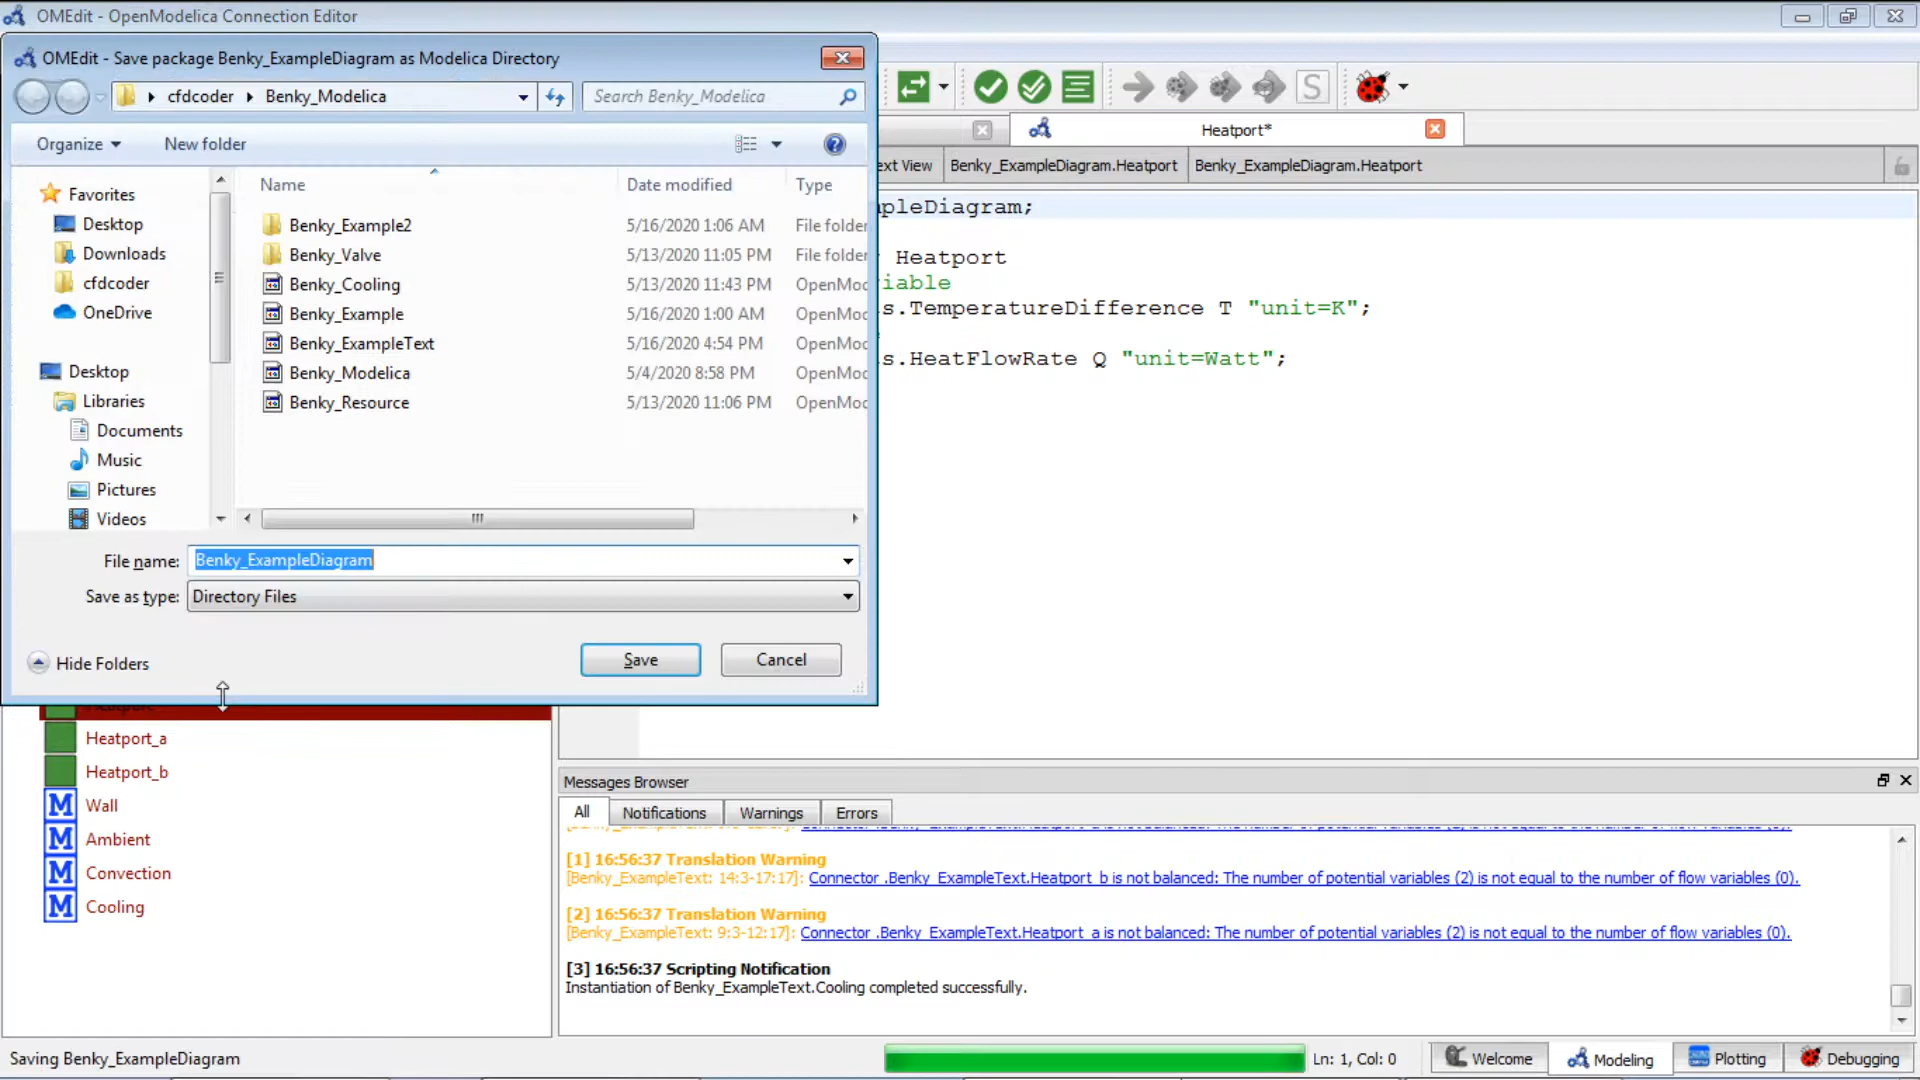 OMEdit - OpenModelica Connection Editor
OMEdit - Save package Benky_ExampleDiagram as Modelica Directory
cfdcoder Benky_Modelica
Search Benky_Modelica
Organize
New folder
S
Heatport*
ext View
Benky_ExampleDiagram.Heatport
Benky_ExampleDiagram.Heatport
Favorites
Desktop
Downloads
cfdcoder
OneDrive
Desktop
Libraries
Documents
Music
Pictures
Videos
Name Date modified Type
Benky_Example2 5/16/2020 1:06 AM File folder
Benky_Valve 5/13/2020 11:05 PM File folder
Benky_Cooling 5/13/2020 11:43 PM OpenMod
Benky_Example 5/16/2020 1:00 AM OpenMod
Benky_ExampleText 5/16/2020 4:54 PM OpenMod
Benky_Modelica 5/4/2020 8:58 PM OpenMod
Benky_Resource 5/13/2020 11:06 PM OpenMod
File name: Benky_ExampleDiagram
Save as type: Directory Files
Hide Folders
Save
Cancel
pleDiagram;
Heatport
iable
s.TemperatureDifference T "unit=K";
s.HeatFlowRate Q "unit=Watt";
Heatport_a
Heatport_b
M Wall
M Ambient
M Convection
M Cooling
Messages Browser
All
Notifications
Warnings
Errors
[1] 16:56:37 Translation Warning
[Benky_ExampleText: 14:3-17:17]: Connector .Benky_ExampleText.Heatport_b is not balanced: The number of potential variables (2) is not equal to the number of flow variables (0).
[2] 16:56:37 Translation Warning
[Benky_ExampleText: 9:3-12:17]: Connector .Benky_ExampleText.Heatport_a is not balanced: The number of potential variables (2) is not equal to the number of flow variables (0).
[3] 16:56:37 Scripting Notification
Instantiation of Benky_ExampleText.Cooling completed successfully.
Saving Benky_ExampleDiagram
Ln: 1, Col: 0
Welcome
Modeling
Plotting
Debugging